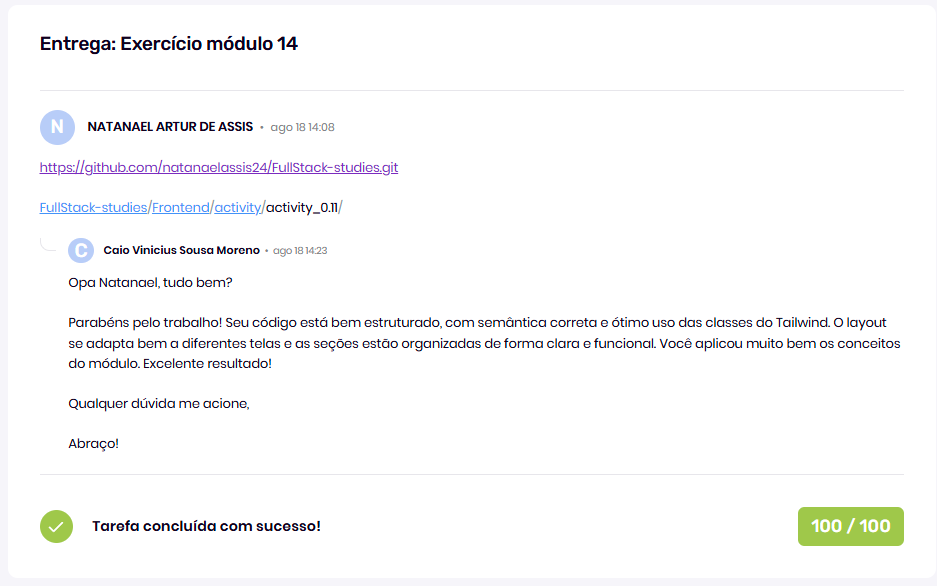 Entrega: Exercício módulo 14
N
NATANAEL ARTUR DE ASSIS • ago 18 14:08
https://github.com/natanaelassis24/FullStack-studies.git
FullStack-studies/Frontend/activity/activity_0.11/
C
Caio Vinicius Sousa Moreno • ago 18 14:23
Opa Natanael, tudo bem?
Parabéns pelo trabalho! Seu código está bem estruturado, com semântica correta e ótimo uso das classes do Tailwind. O layout
se adapta bem a diferentes telas e as seções estão organizadas de forma clara e funcional. Você aplicou muito bem os conceitos
do módulo. Excelente resultado!
Qualquer dúvida me acione,
Abraço!
Tarefa concluída com sucesso!
100 / 100